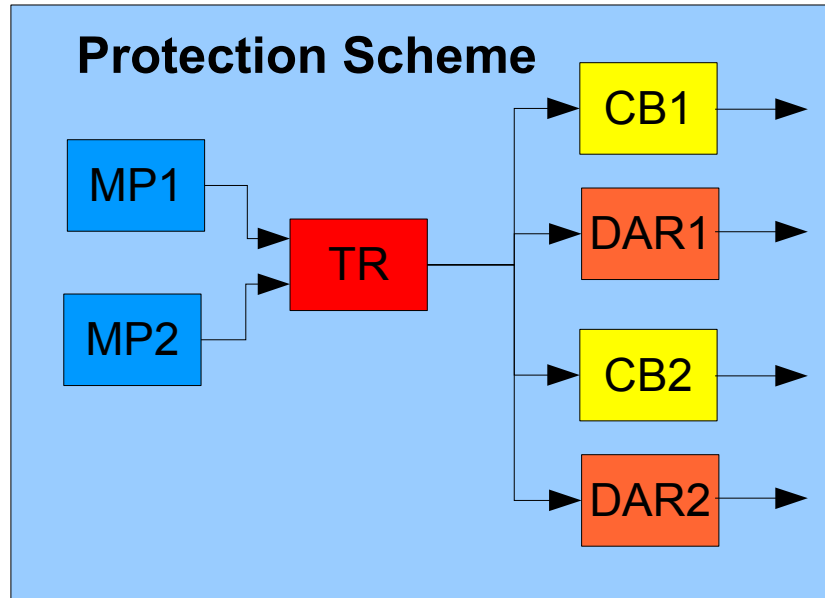 Protection Scheme
MP1
MP2
TR
CB1
DAR1
CB2
DAR2